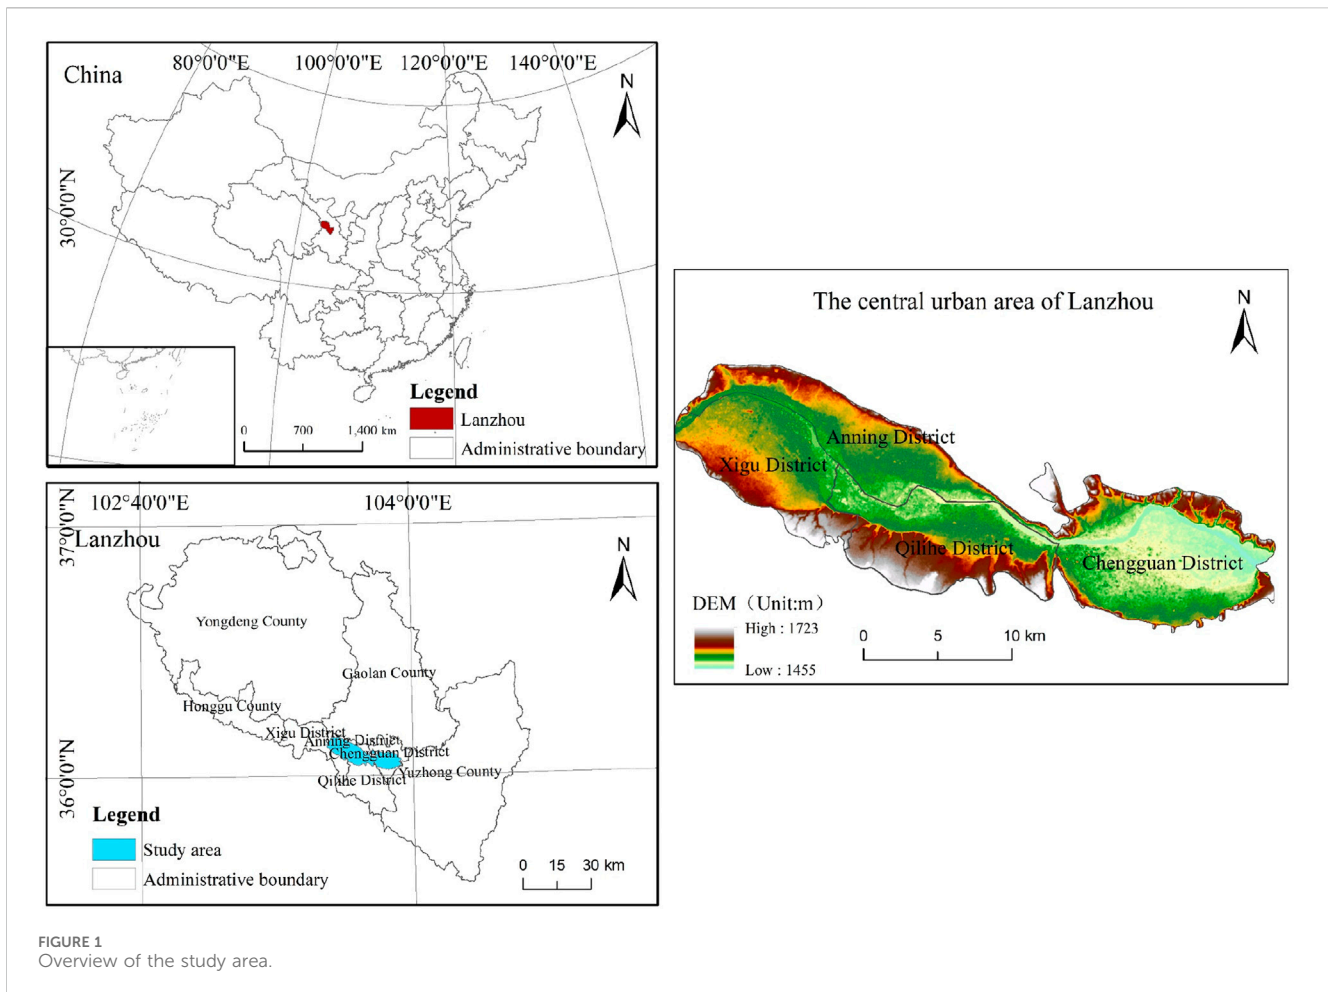 China
80°0'0"E
100°0'0"E
120°0'0"E
140°0'0"E
N
30°0'0"N
Legend
Lanzhou
Administrative boundary
0 700 1,400 km
102°40'0"E
104°0'0"E
37°0'0"N
Lanzhou
N
Yongdeng County
Gaolan County
Honggu County
Xigu District
Anning District
Chengguan District
Yuzhong County
Qilihe District
36°0'0"N
Legend
Study area
Administrative boundary
0 15 30 km
The central urban area of Lanzhou
N
Anning District
Xigu District
Qilihe District
Chengguan District
DEM（Unit:m）
High : 1723
Low : 1455
0 5 10 km
FIGURE 1
Overview of the study area.